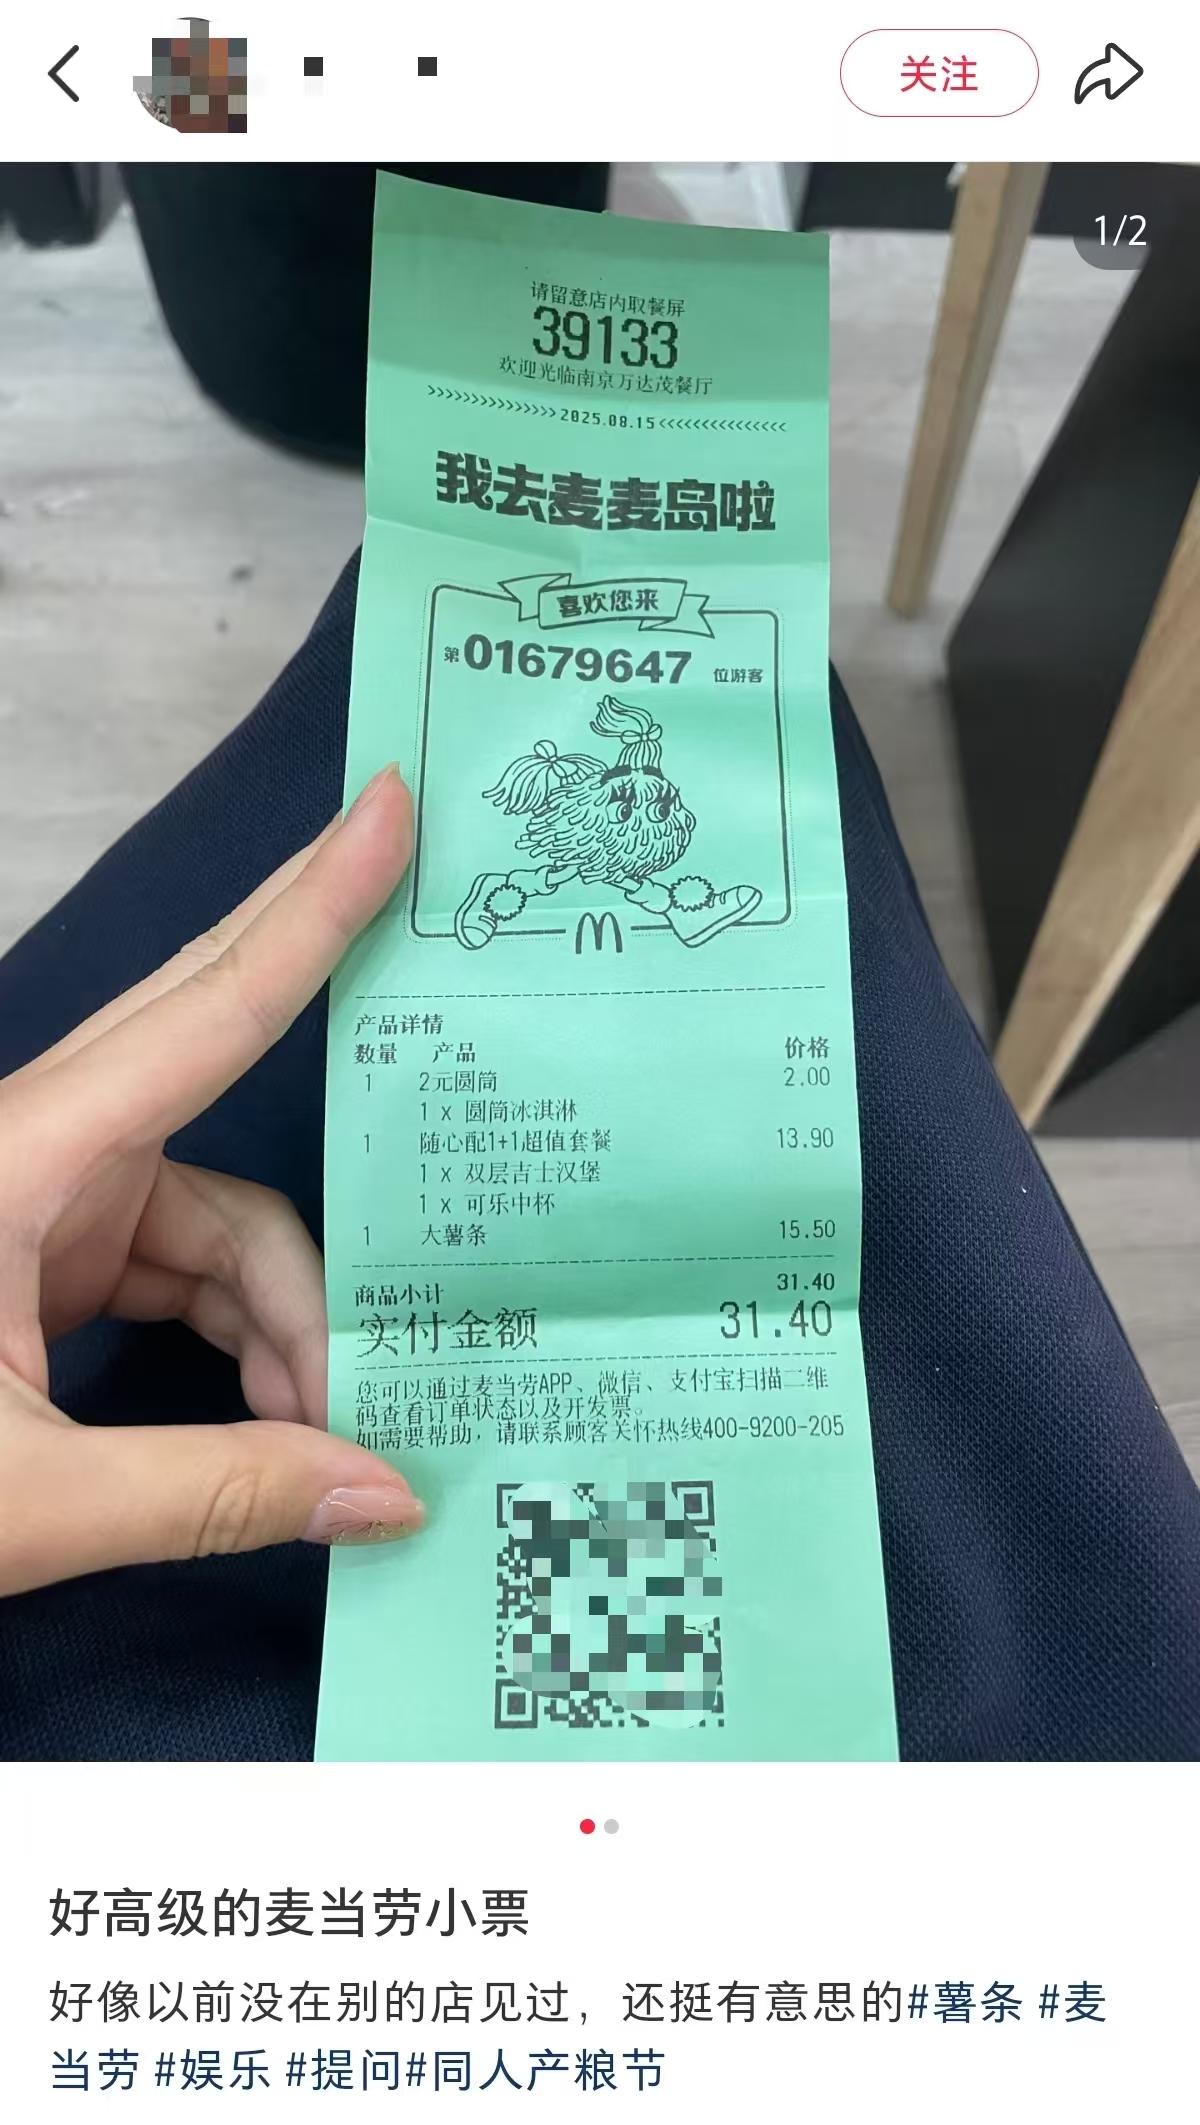 关注
1/2
请留意店内取餐屏
39133
欢迎光临南京万达茂餐厅
>>>>>>>>>>>>>>>2025.08.15<<<<<<<<<<<<<<<
我去麦麦岛啦
喜欢您来
第01679647位游客
产品详情
数量 产品 价格
1 2元圆筒 2.00
1 x 圆筒冰淇淋
1 随心配1+1超值套餐 13.90
1 x 双层吉士汉堡
1 x 可乐中杯
1 大薯条 15.50
商品小计 31.40
实付金额 31.40
您可以通过麦当劳APP、微信、支付宝扫描二维
码查看订单状态以及开发票。
如需要帮助，请联系顾客关怀热线400-9200-205
好高级的麦当劳小票
好像以前没在别的店见过，还挺有意思的#薯条 #麦
当劳 #娱乐 #提问#同人产粮节